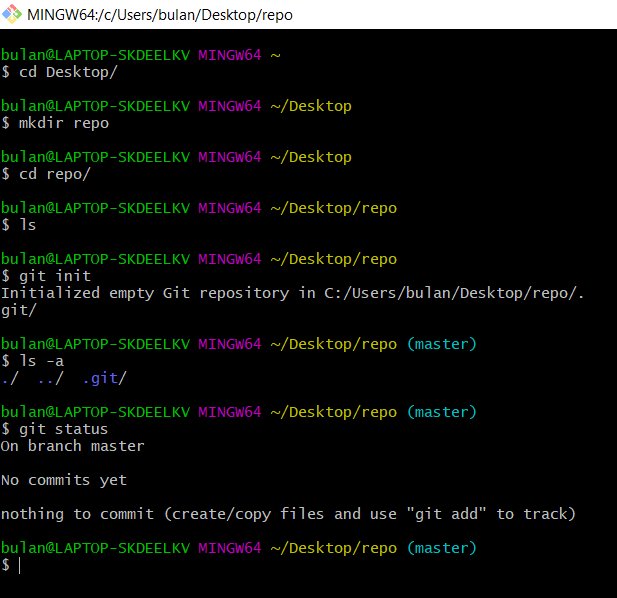 MINGW64:/c/Users/bulan/Desktop/repo
bulan@LAPTOP-SKDEELKV MINGW64 ~
$ cd Desktop/
bulan@LAPTOP-SKDEELKV MINGW64 ~/Desktop
$ mkdir repo
bulan@LAPTOP-SKDEELKV MINGW64 ~/Desktop
$ cd repo/
bulan@LAPTOP-SKDEELKV MINGW64 ~/Desktop/repo
$ ls
bulan@LAPTOP-SKDEELKV MINGW64 ~/Desktop/repo
$ git init
Initialized empty Git repository in C:/Users/bulan/Desktop/repo/.
git/
bulan@LAPTOP-SKDEELKV MINGW64 ~/Desktop/repo (master)
$ ls -a
./  ../  .git/
bulan@LAPTOP-SKDEELKV MINGW64 ~/Desktop/repo (master)
$ git status
On branch master
No commits yet
nothing to commit (create/copy files and use "git add" to track)
bulan@LAPTOP-SKDEELKV MINGW64 ~/Desktop/repo (master)
$